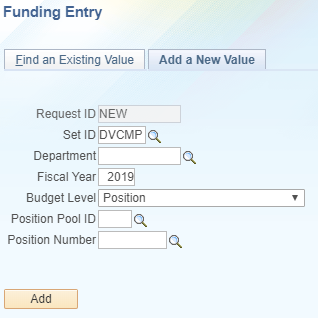 Funding Entry
Find an Existing Value Add a New Value
Request ID NEW
Set ID DVCMP
Department
Fiscal Year 2019
Budget Level Position
Position Pool ID
Position Number
Add